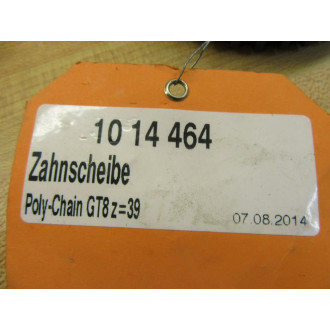 10 14 464
Zahnscheibe
Poly-Chain GT8 z=39
07.08.2014